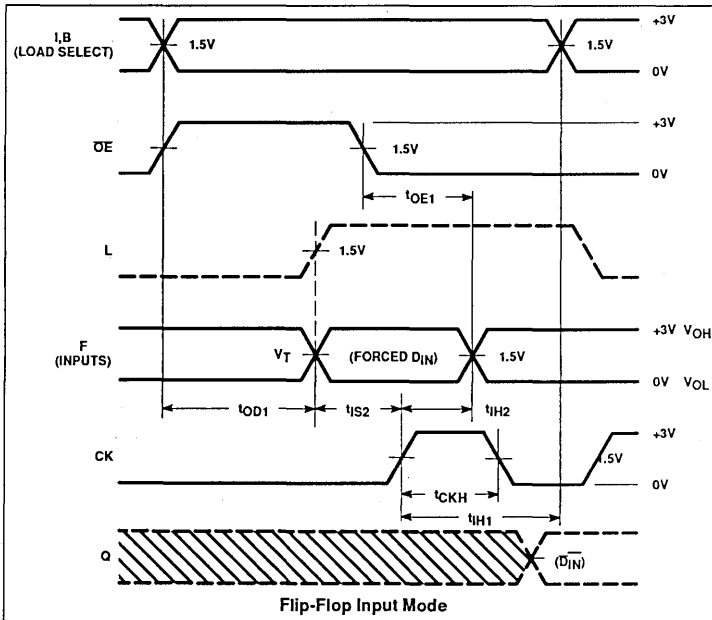 I,B
(LOAD SELECT)
1.5V
1.5V
+3V
0V
OE
1.5V
+3V
0V
tOE1
L
1.5V
F
(INPUTS)
VT
(FORCED DIN)
1.5V
+3V VOH
0V VOL
tOD1
tIS2
tIH2
CK
+3V
1.5V
0V
tCKH
tIH1
Q
(DIN)
Flip-Flop Input Mode